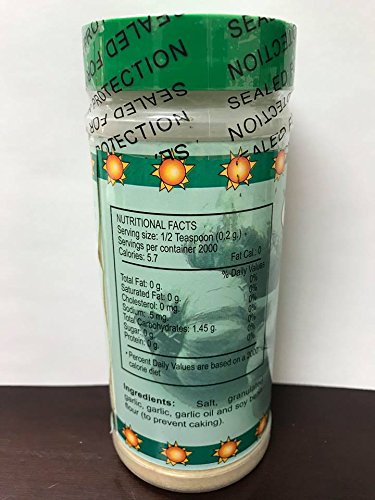 SEALED FOR
PROTECTION
SEALED
PROTECTION
SEALED FOR
PROTECTION
NUTRITIONAL FACTS
Serving size: 1/2 Teaspoon (0,2 g.)
Servings per container 2000
Calories: 5.7 Fat Cal.: 0
% Daily Values
Total Fat: 0 g. 0%
Saturated Fat: 0 g. 0%
Cholesterol: 0 mg. 0%
Sodium: 5 mg. 0%
Total Carbohydrates: 1.45 g. 0%
Sugar: 0 g. 0%
Protein: 0 g. 0%
* Percent Daily Values are based on a 2000
calorie diet
Ingredients: Salt, granulated
garlic, garlic, garlic oil and soy
flour (to prevent caking).